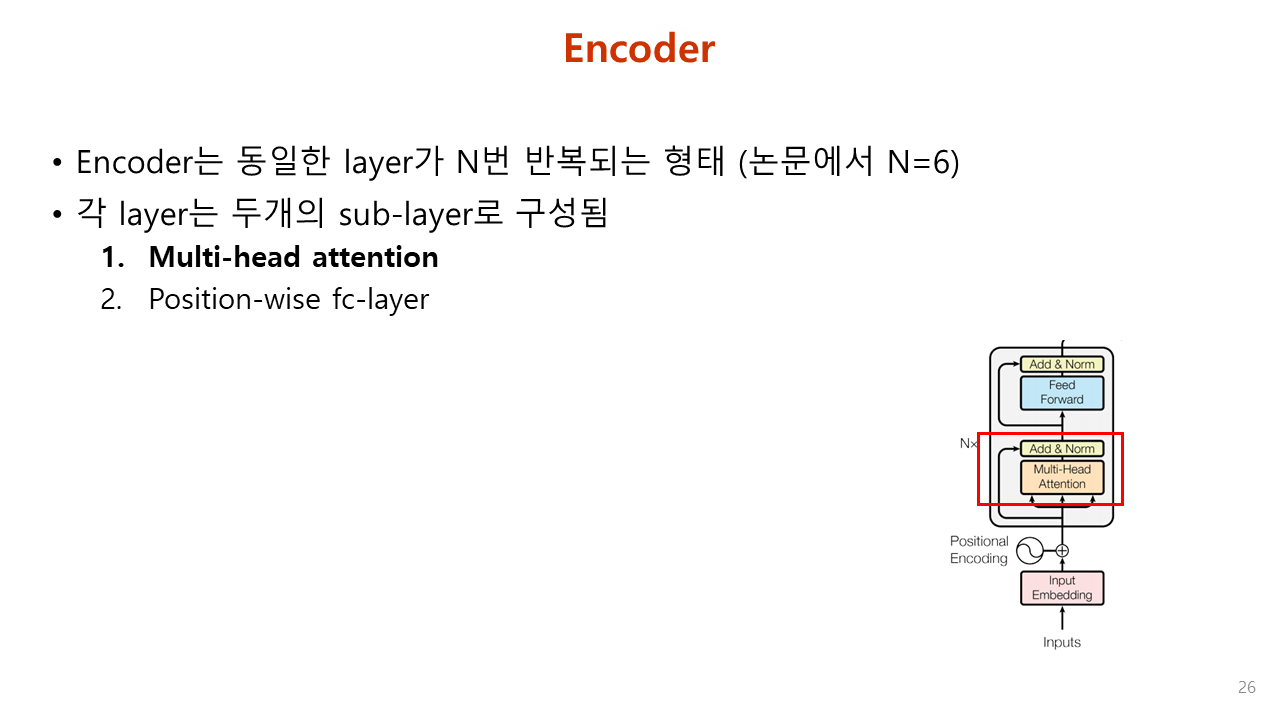 Encoder
• Encoder는 동일한 layer가 N번 반복되는 형태 (논문에서 N=6)
• 각 layer는 두개의 sub-layer로 구성됨
1. Multi-head attention
2. Position-wise fc-layer
Add & Norm
Feed
Forward
N×
Add & Norm
Multi-Head
Attention
Positional
Encoding
Input
Embedding
Inputs
26